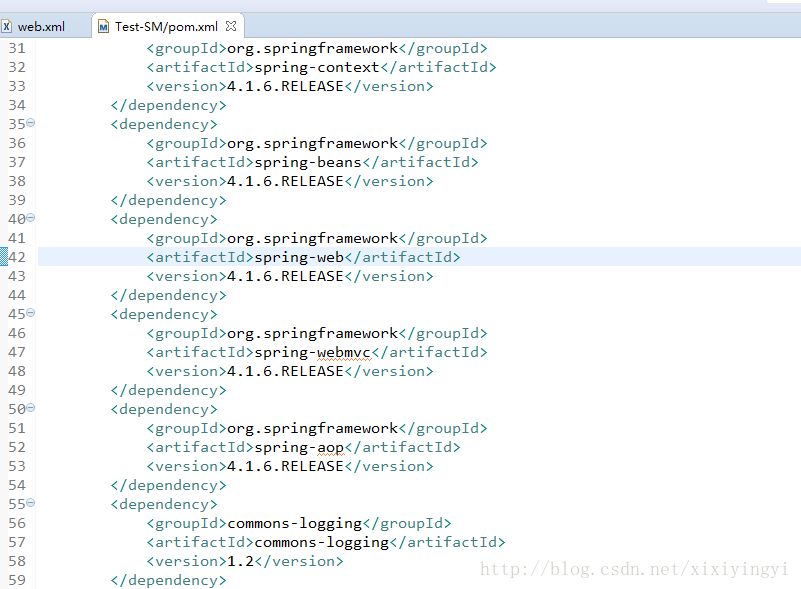 web.xml Test-SM/pom.xml
31 <groupId>org.springframework</groupId>
32 <artifactId>spring-context</artifactId>
33 <version>4.1.6.RELEASE</version>
34 </dependency>
35 <dependency>
36 <groupId>org.springframework</groupId>
37 <artifactId>spring-beans</artifactId>
38 <version>4.1.6.RELEASE</version>
39 </dependency>
40 <dependency>
41 <groupId>org.springframework</groupId>
42 <artifactId>spring-web</artifactId>
43 <version>4.1.6.RELEASE</version>
44 </dependency>
45 <dependency>
46 <groupId>org.springframework</groupId>
47 <artifactId>spring-webmvc</artifactId>
48 <version>4.1.6.RELEASE</version>
49 </dependency>
50 <dependency>
51 <groupId>org.springframework</groupId>
52 <artifactId>spring-aop</artifactId>
53 <version>4.1.6.RELEASE</version>
54 </dependency>
55 <dependency>
56 <groupId>commons-logging</groupId>
57 <artifactId>commons-logging</artifactId>
58 <version>1.2</version>
59 </dependency>
http://blog.csdn.net/xixiyingyi